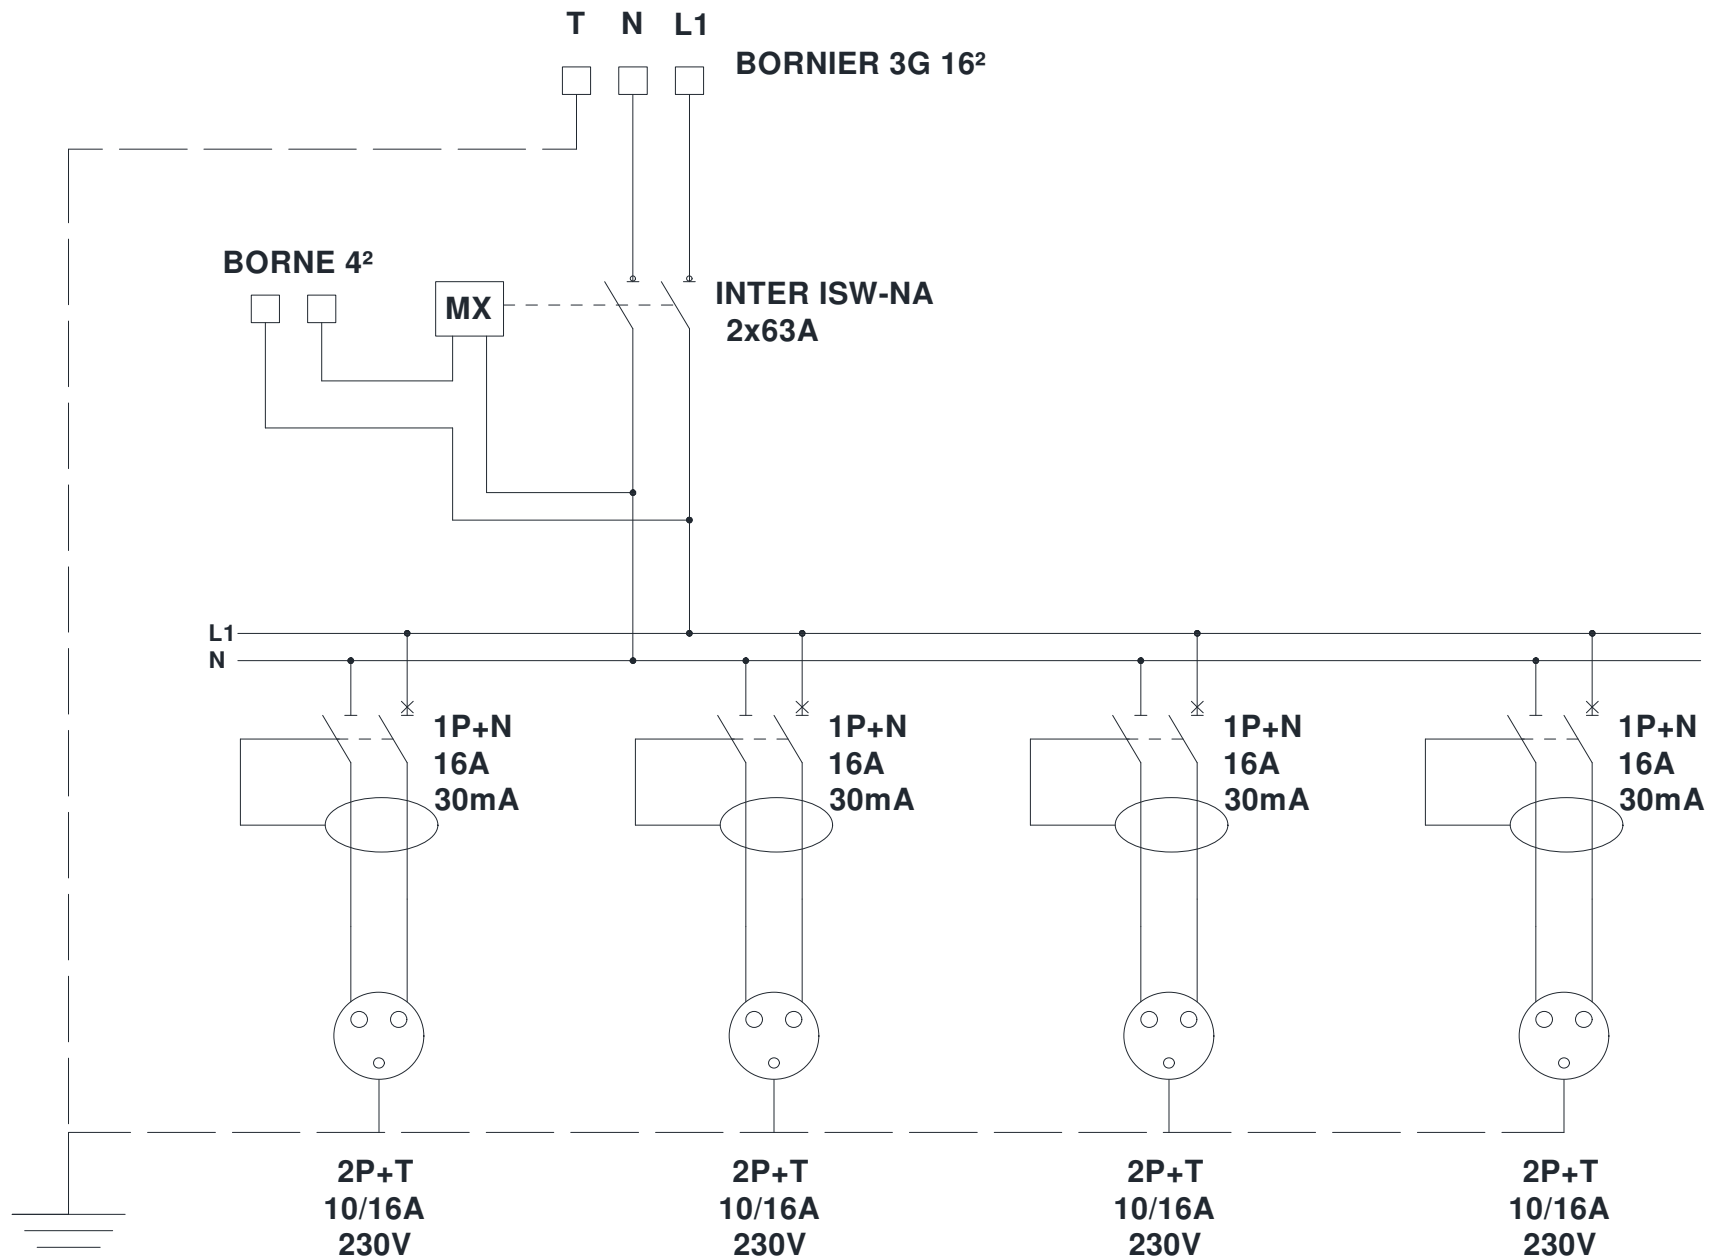 T N L1
BORNIER 3G 16²
BORNE 4²
MX
INTER ISW-NA
2x63A
L1
N
1P+N
16A
30mA
1P+N
16A
30mA
1P+N
16A
30mA
1P+N
16A
30mA
2P+T
10/16A
230V
2P+T
10/16A
230V
2P+T
10/16A
230V
2P+T
10/16A
230V